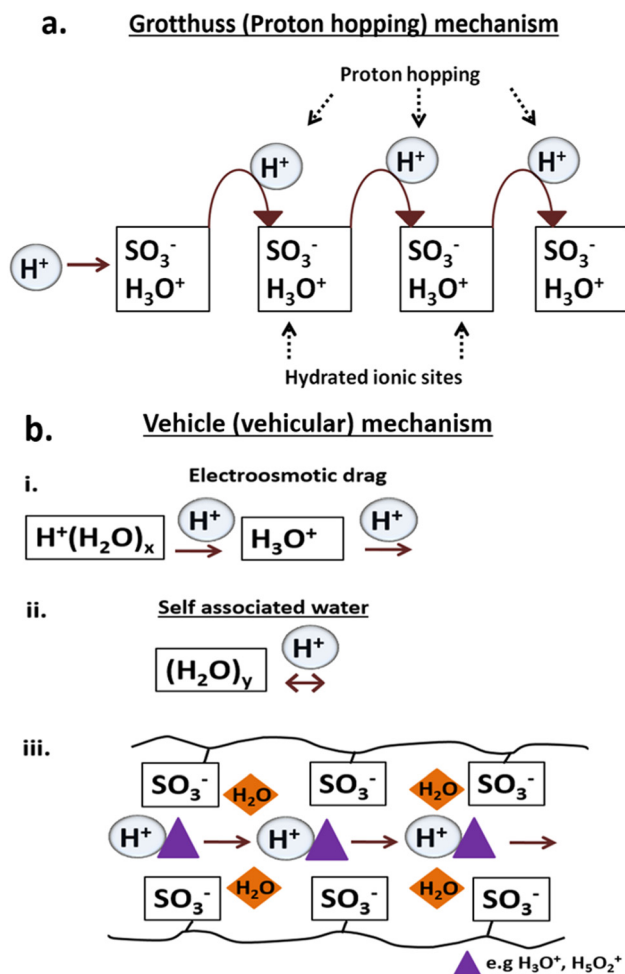 a. Grotthuss (Proton hopping) mechanism
Proton hopping
H⁺ H⁺ H⁺
H⁺ SO₃⁻ SO₃⁻ SO₃⁻ SO₃⁻
H₃O⁺ H₃O⁺ H₃O⁺ H₃O⁺
Hydrated ionic sites
b. Vehicle (vehicular) mechanism
i. Electroosmotic drag
H⁺(H₂O)ₓ H⁺ H₃O⁺ H⁺
ii. Self associated water
(H₂O)y H⁺
iii.
SO₃⁻ H₂O SO₃⁻ H₂O SO₃⁻
H⁺ H⁺ H⁺
SO₃⁻ H₂O SO₃⁻ H₂O SO₃⁻
e.g H₃O⁺, H₅O₂⁺